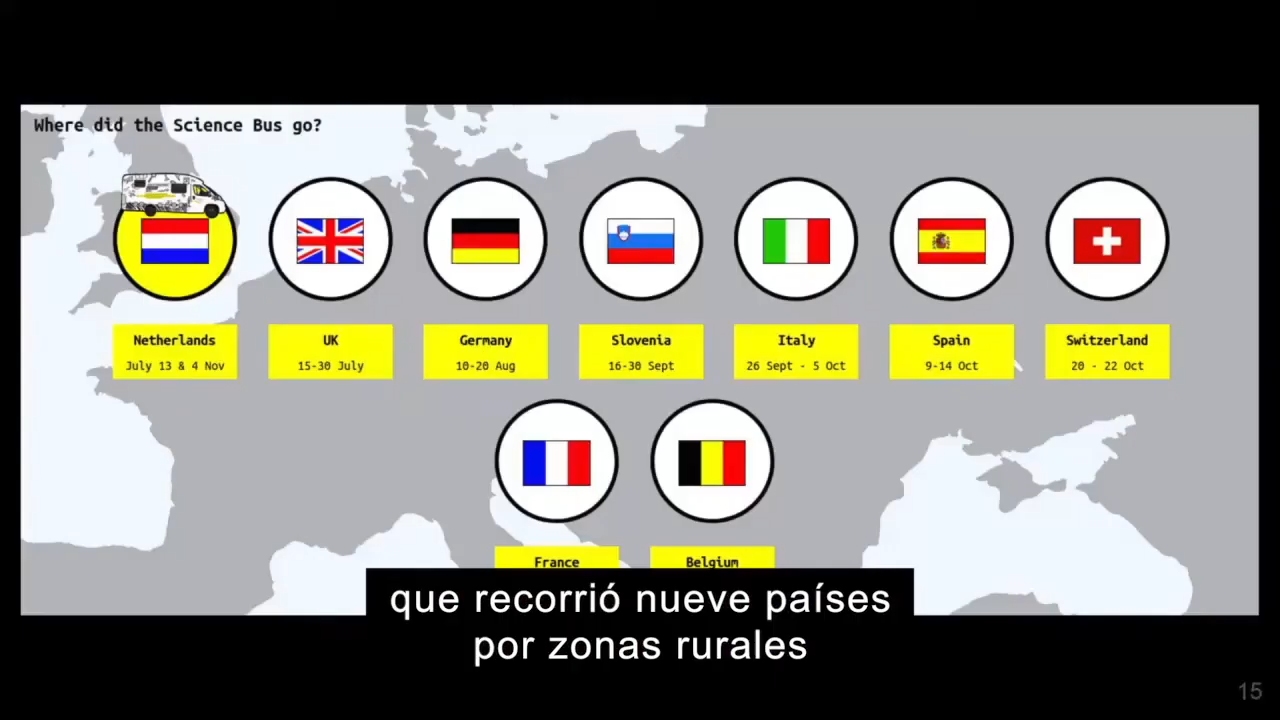 Where did the Science Bus go?
Netherlands
July 13 & 4 Nov
UK
15-30 July
Germany
10-20 Aug
Slovenia
16-30 Sept
Italy
26 Sept - 5 Oct
Spain
9-14 Oct
Switzerland
20 - 22 Oct
France
Belgium
que recorrió nueve países
por zonas rurales
15